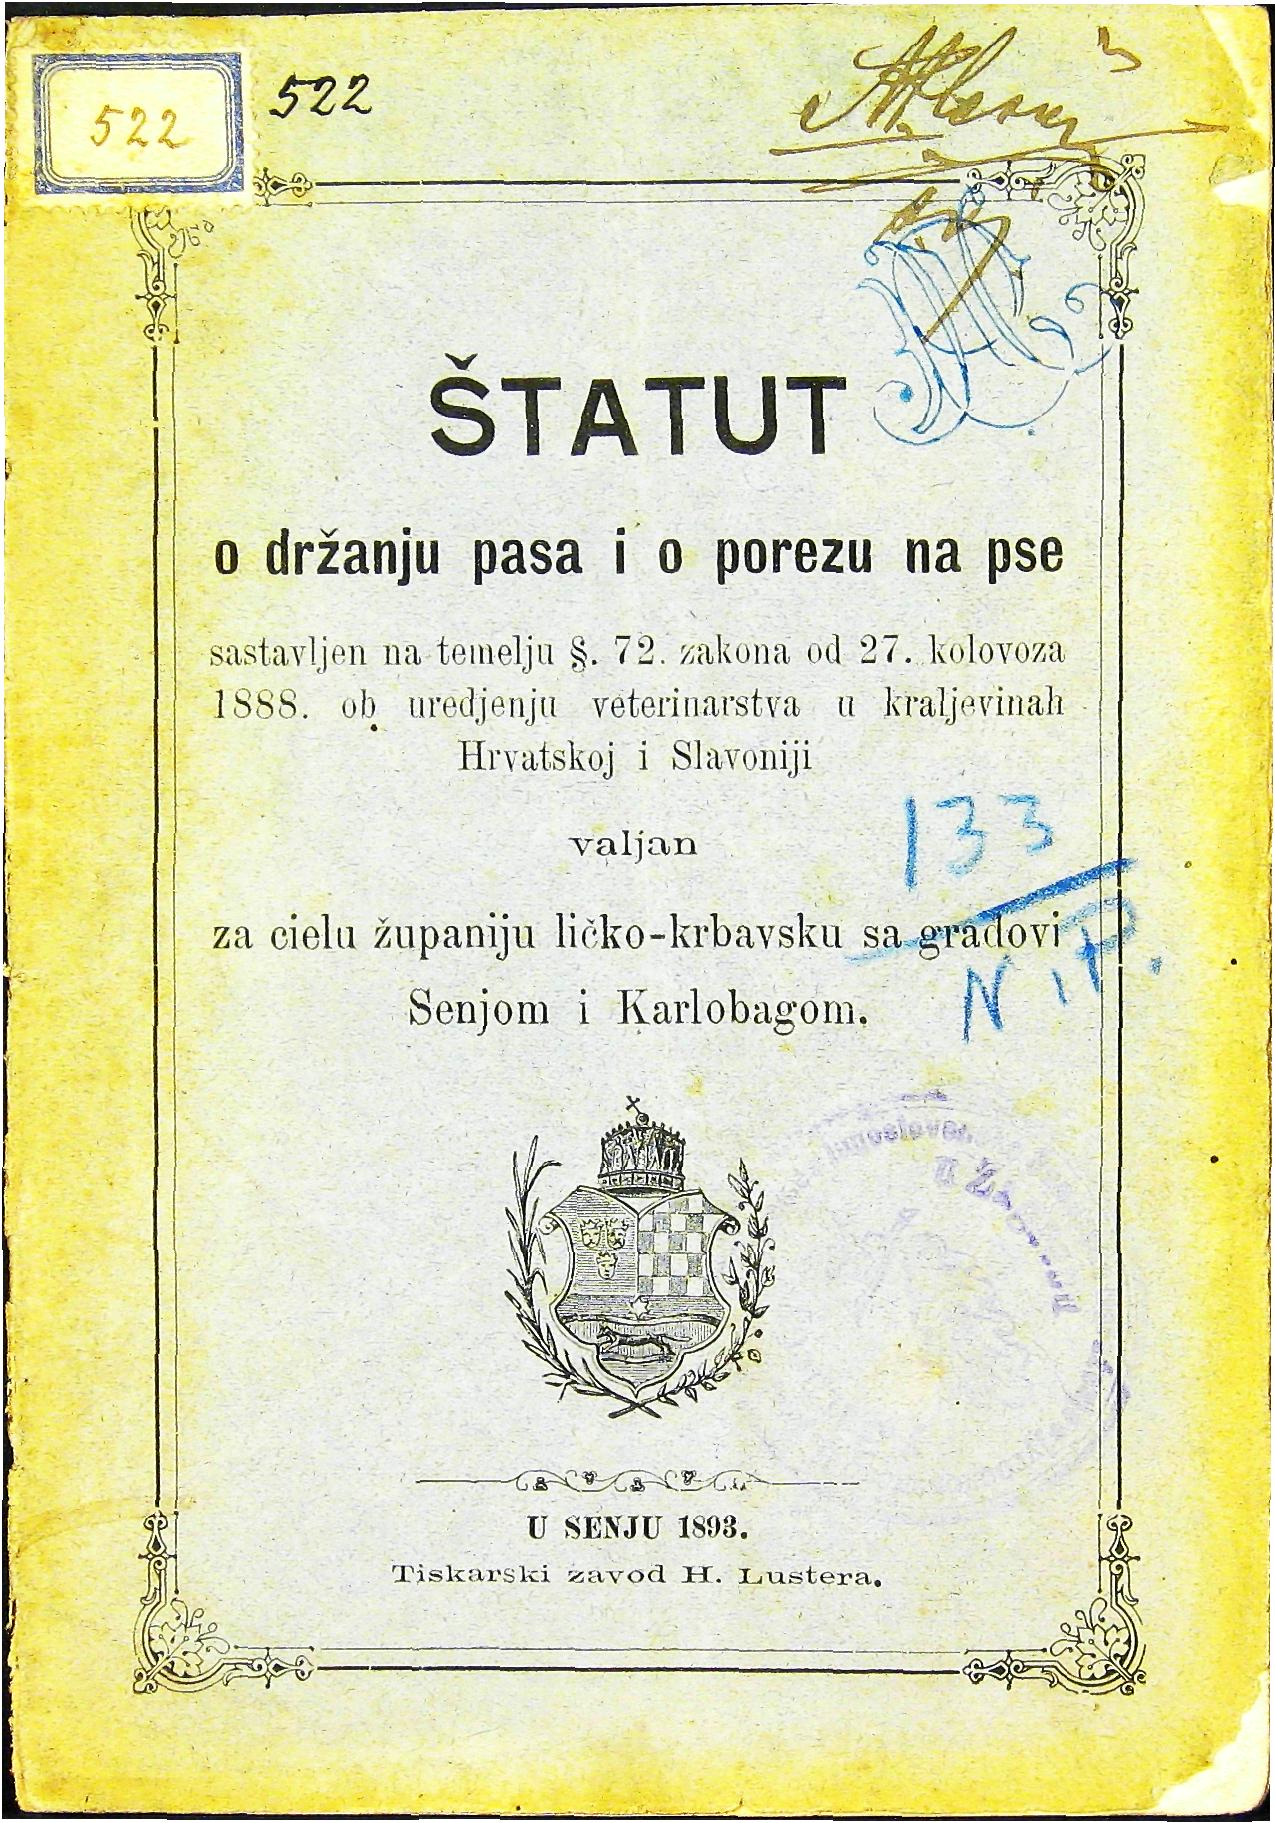 522
522
ŠTATUT
o držanju pasa i o porezu na pse
sastavljen na temelju §. 72. zakona od 27. kolovoza
1888. ob uredjenju veterinarstva u kraljevinah
Hrvatskoj i Slavoniji
valjan
133
za cielu županiju ličko-krbavsku sa gradovi
N i P.
Senjom i Karlobagom.
U SENJU 1893.
Tiskarski zavod H. Lustera.